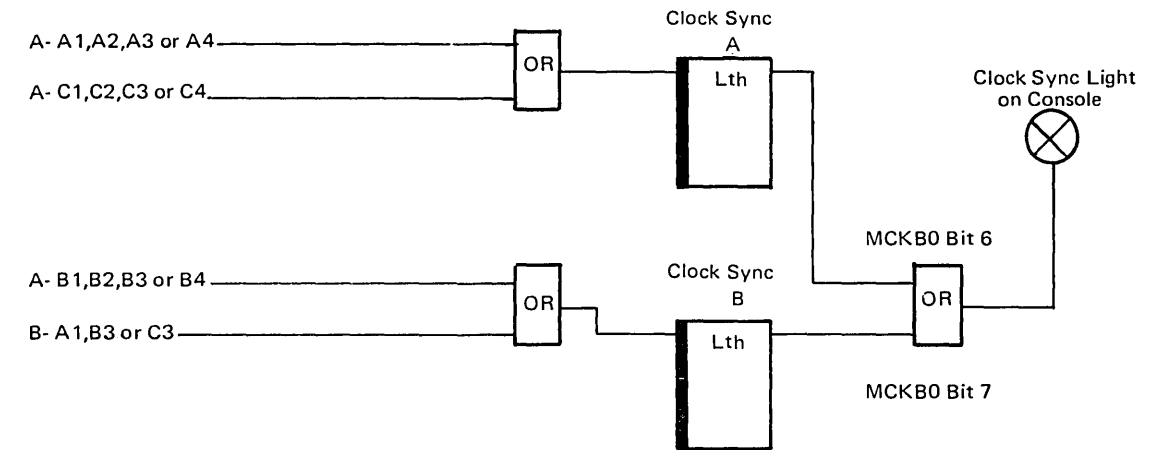 Clock Sync
A
A- A1,A2,A3 or A4
OR
Lth
A- C1,C2,C3 or C4
Clock Sync Light
on Console
MCKB0 Bit 6
A- B1,B2,B3 or B4
OR
Clock Sync
B
OR
B- A1,B3 or C3
Lth
MCKB0 Bit 7